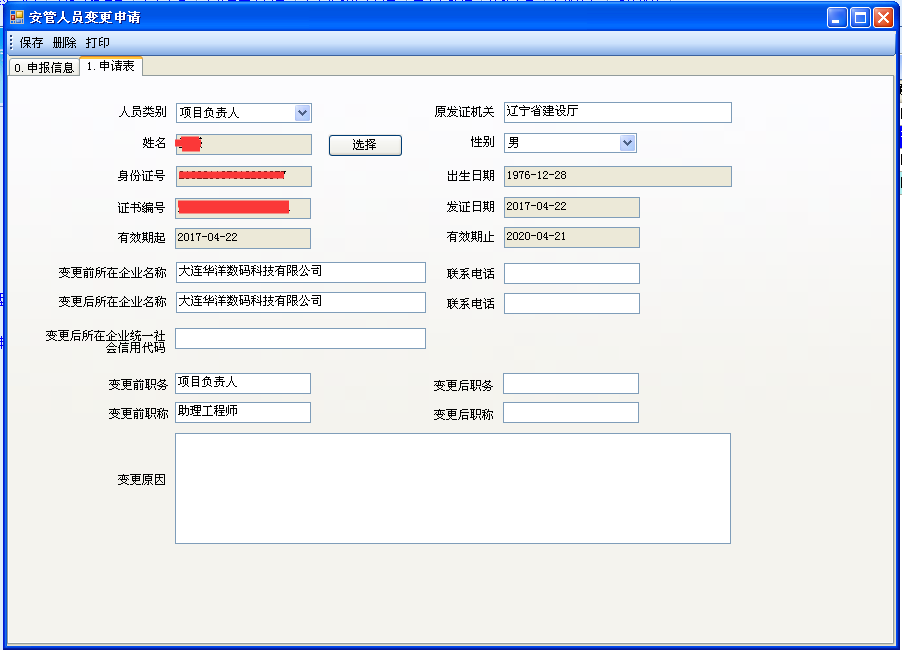 安管人员变更申请
保存 删除 打印
0. 申报信息 1. 申请表
人员类别 项目负责人 原发证机关 辽宁省建设厅
姓名 选择 性别 男
身份证号 出生日期 1976-12-28
证书编号 发证日期 2017-04-22
有效期起 2017-04-22 有效期止 2020-04-21
变更前所在企业名称 大连华洋数码科技有限公司 联系电话
变更后所在企业名称 大连华洋数码科技有限公司 联系电话
变更后所在企业统一社
会信用代码
变更前职务 项目负责人 变更后职务
变更前职称 助理工程师 变更后职称
变更原因